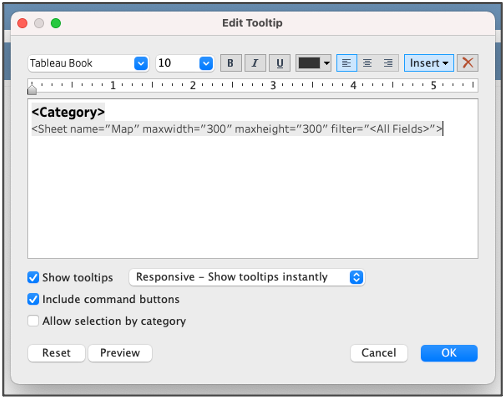 Edit Tooltip
Tableau Book 10 B I U Insert
1 2 3 4 5
<Category>
<Sheet name="Map" maxwidth="300" maxheight="300" filter="<All Fields>">
Show tooltips Responsive – Show tooltips instantly
Include command buttons
Allow selection by category
Reset Preview Cancel OK